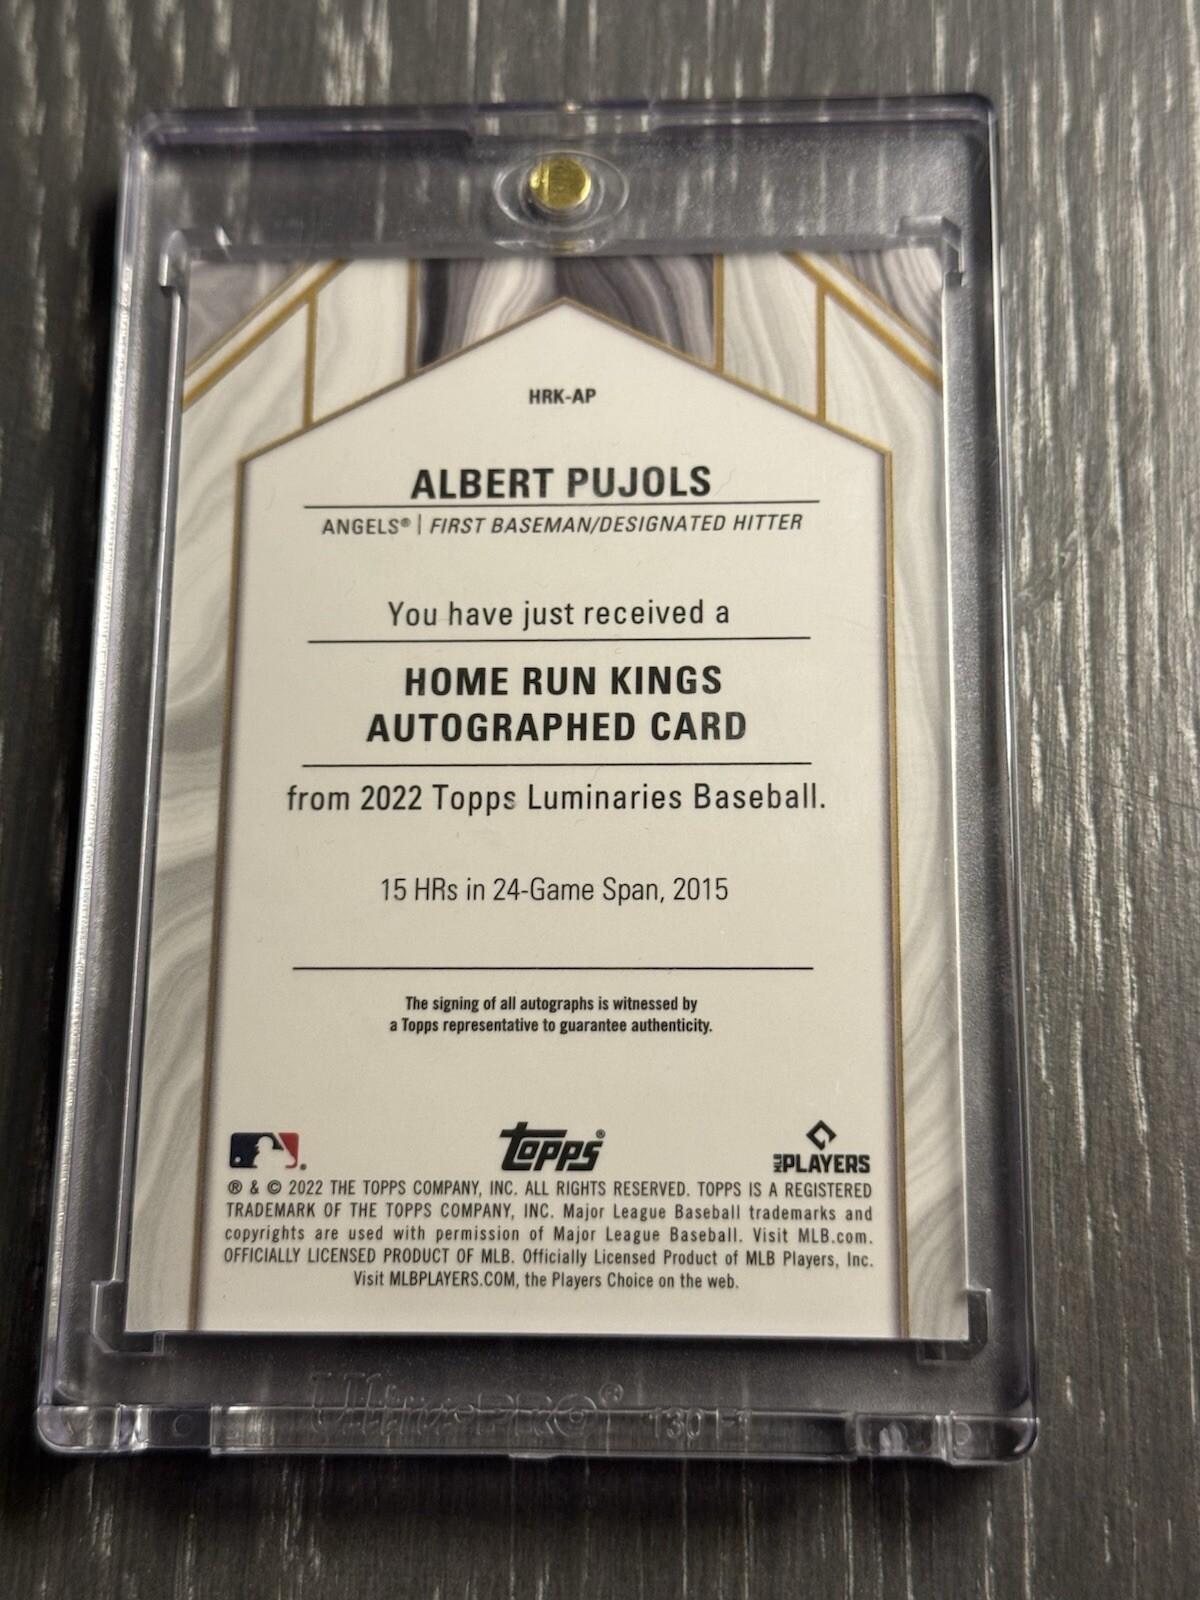 HRK-AP
ALBERT PUJOLS
ANGELS® | FIRST BASEMAN/DESIGNATED HITTER
You have just received a
HOME RUN KINGS
AUTOGRAPHED CARD
from 2022 Topps Luminaries Baseball.
15 HRs in 24-Game Span, 2015
The signing of all autographs is witnessed by
a Topps representative to guarantee authenticity.
Topps®
MLB PLAYERS
® & © 2022 THE TOPPS COMPANY, INC. ALL RIGHTS RESERVED. TOPPS IS A REGISTERED
TRADEMARK OF THE TOPPS COMPANY, INC. Major League Baseball trademarks and
copyrights are used with permission of Major League Baseball. Visit MLB.com.
OFFICIALLY LICENSED PRODUCT OF MLB. Officially Licensed Product of MLB Players, Inc.
Visit MLBPLAYERS.COM, the Players Choice on the web.
Ultra PRO® 130PT